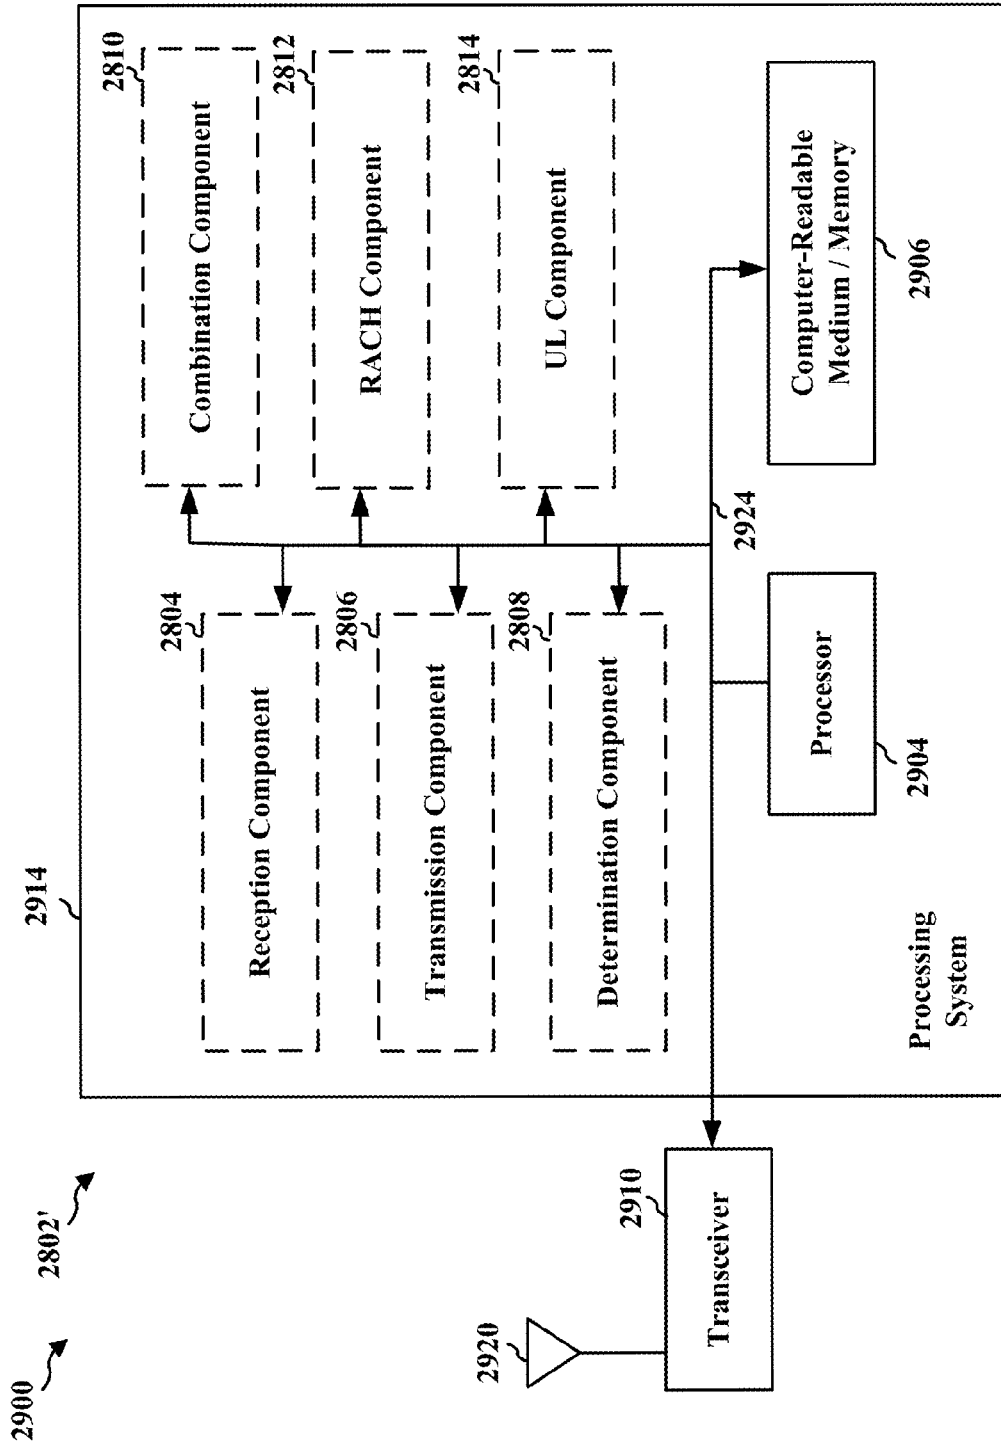 2900
2802'
2914
2804
Reception Component
2806
Transmission Component
2808
Determination Component
2810
Combination Component
2812
RACH Component
2814
UL Component
2920
2910
Transceiver
Processing
System
Processor
2904
2924
Computer-Readable
Medium / Memory
2906